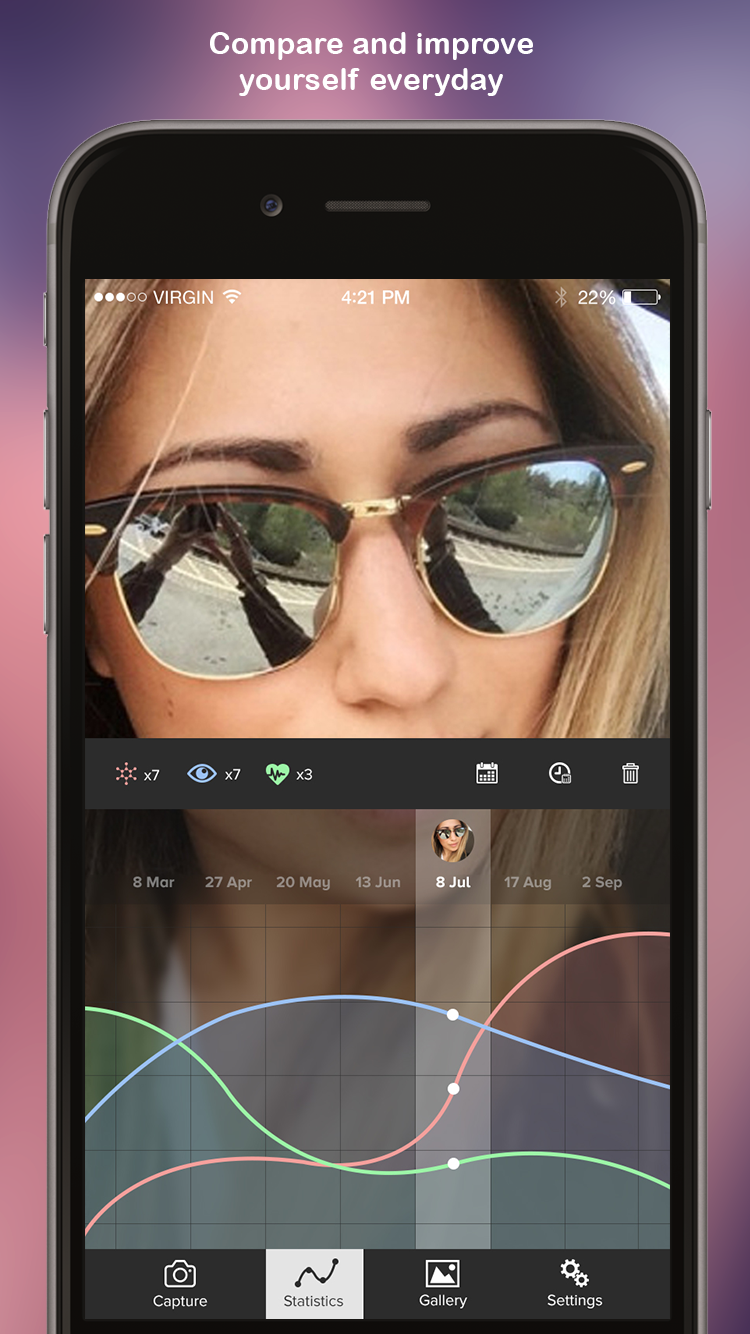 Compare and improve
yourself everyday
VIRGIN 4:21 PM 22%
x7 x7 x3
8 Mar 27 Apr 20 May 13 Jun 8 Jul 17 Aug 2 Sep
Capture Statistics Gallery Settings